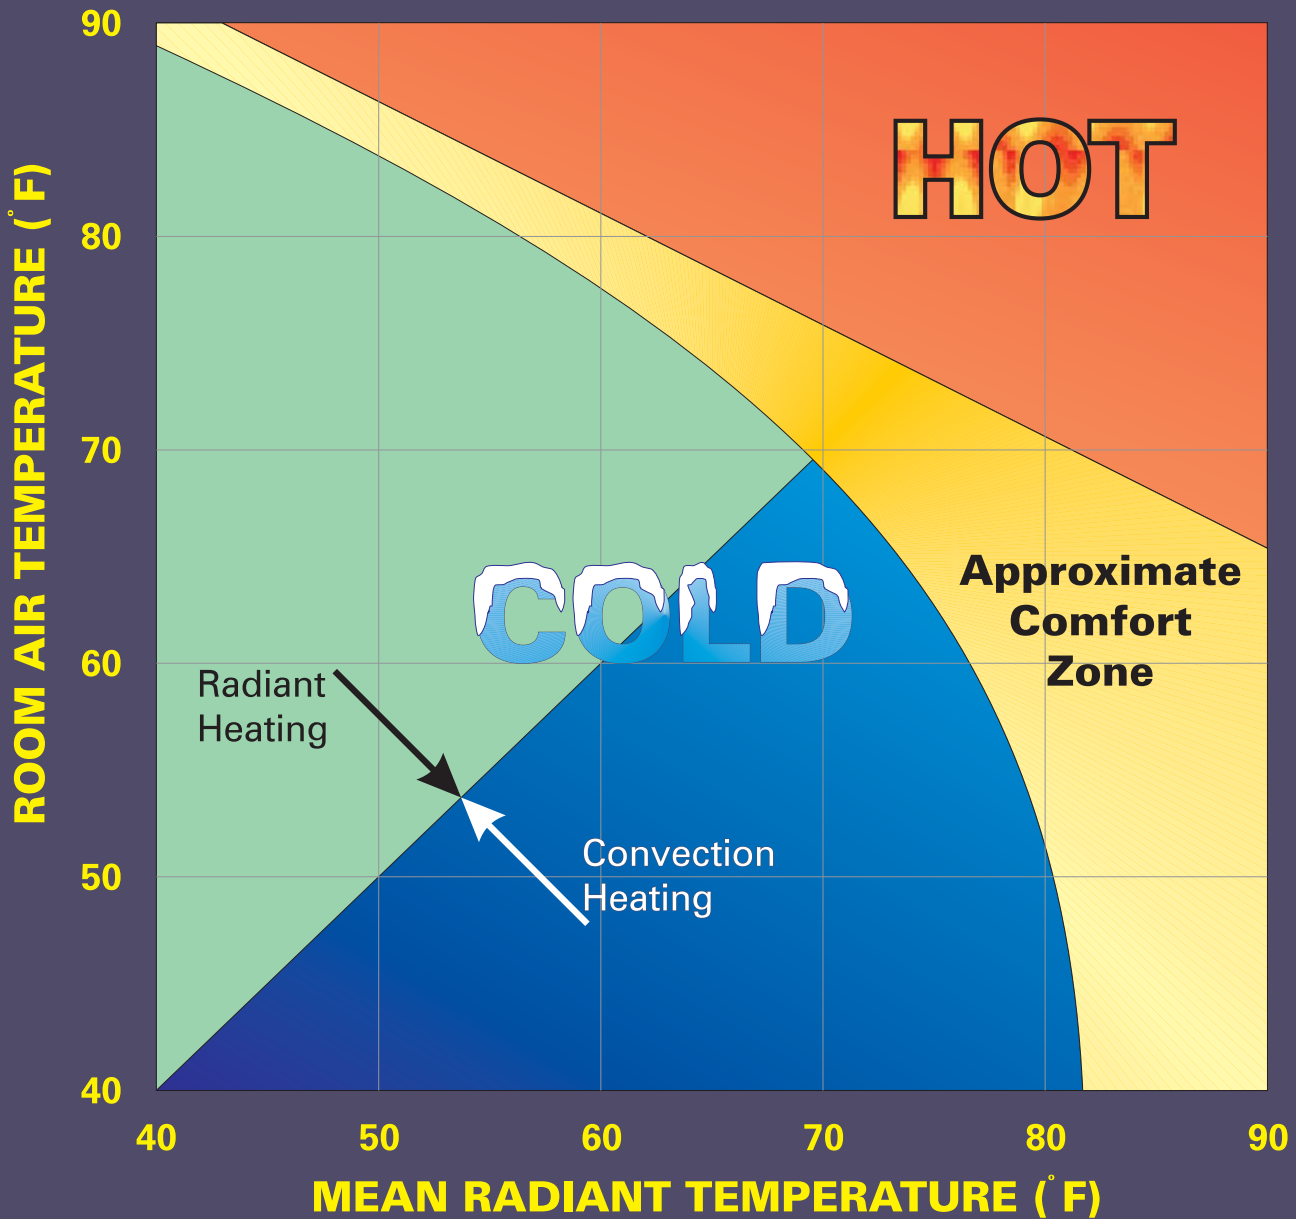 90
HOT
80
70
Approximate
Comfort
Zone
COLD
60
Radiant
Heating
Convection
Heating
50
40
40 50 60 70 80 90
ROOM AIR TEMPERATURE (°F)
MEAN RADIANT TEMPERATURE (°F)